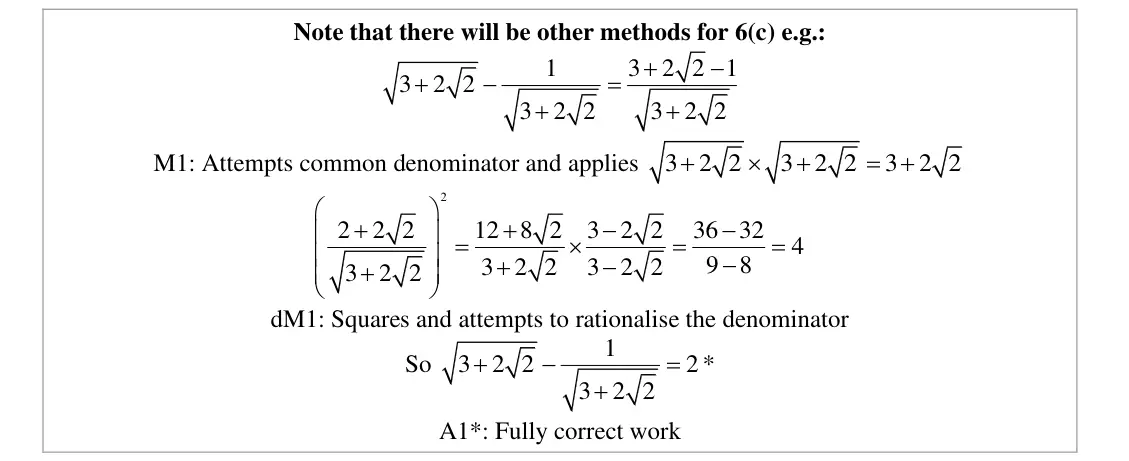 Note that there will be other methods for 6(c) e.g.:
√(3+2√2) − 1/√(3+2√2) = (3+2√2−1)/√(3+2√2)
M1: Attempts common denominator and applies √(3+2√2) × √(3+2√2) = 3+2√2
((2+2√2)/√(3+2√2))² = (12+8√2)/(3+2√2) × (3−2√2)/(3−2√2) = (36−32)/(9−8) = 4
dM1: Squares and attempts to rationalise the denominator
So √(3+2√2) − 1/√(3+2√2) = 2 *
A1*: Fully correct work